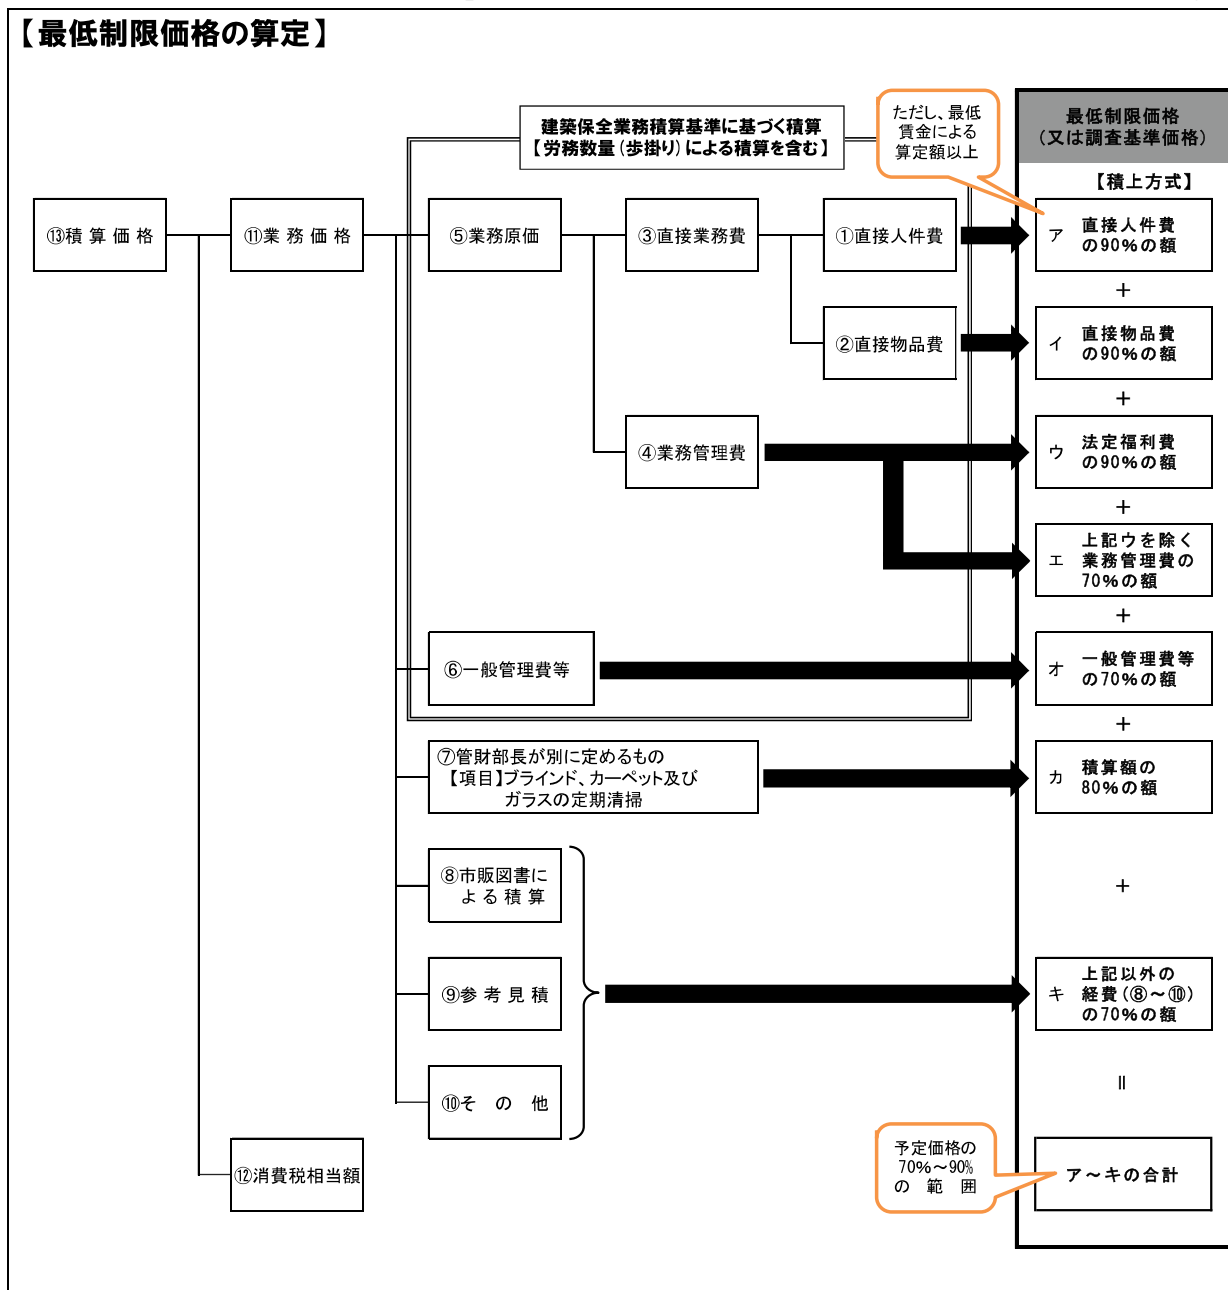 【最低制限価格の算定】
建築保全業務積算基準に基づく積算
【労務数量(歩掛り)による積算を含む】
ただし、最低
賃金による
算定額以上
最低制限価格
(又は調査基準価格)
【積上方式】
⑬積算価格
⑪業務価格
⑤業務原価
③直接業務費
①直接人件費
ア 直接人件費
の90%の額
+
②直接物品費
イ 直接物品費
の90%の額
+
④業務管理費
ウ 法定福利費
の90%の額
+
エ 上記ウを除く
業務管理費の
70%の額
+
⑥一般管理費等
オ 一般管理費等
の70%の額
+
⑦管財部長が別に定めるもの
【項目】ブラインド、カーペット及び
ガラスの定期清掃
カ 積算額の
80%の額
+
⑧市販図書に
よる積算
⑨参考見積
キ 上記以外の
経費(⑧~⑩)
の70%の額
=
⑩その他
⑫消費税相当額
予定価格の
70%~90%
の範囲
ア~キの合計